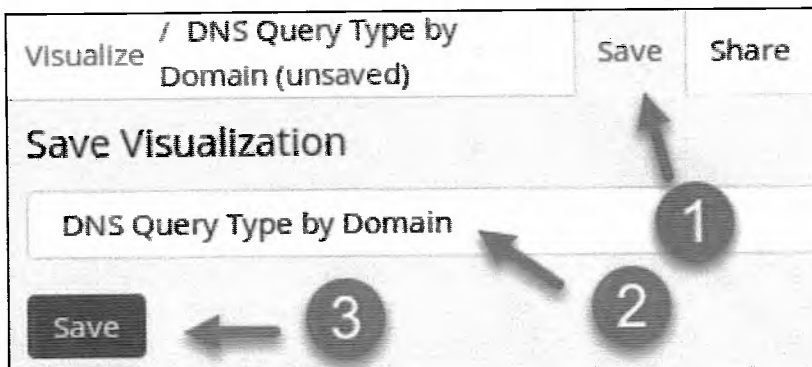 Visualize / DNS Query Type by
Domain (unsaved)
Save Share
Save Visualization
DNS Query Type by Domain
1
2
Save
3